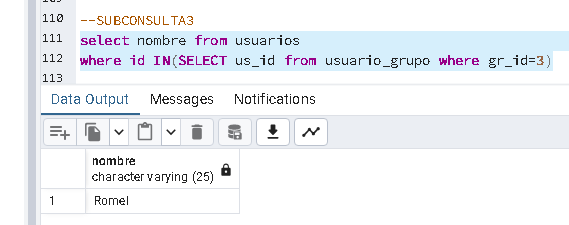 110 --SUBCONSULTA3
111 select nombre from usuarios
112 where id IN(SELECT us_id from usuario_grupo where gr_id=3)
113
Data Output Messages Notifications
nombre
character varying (25)
1 Romel